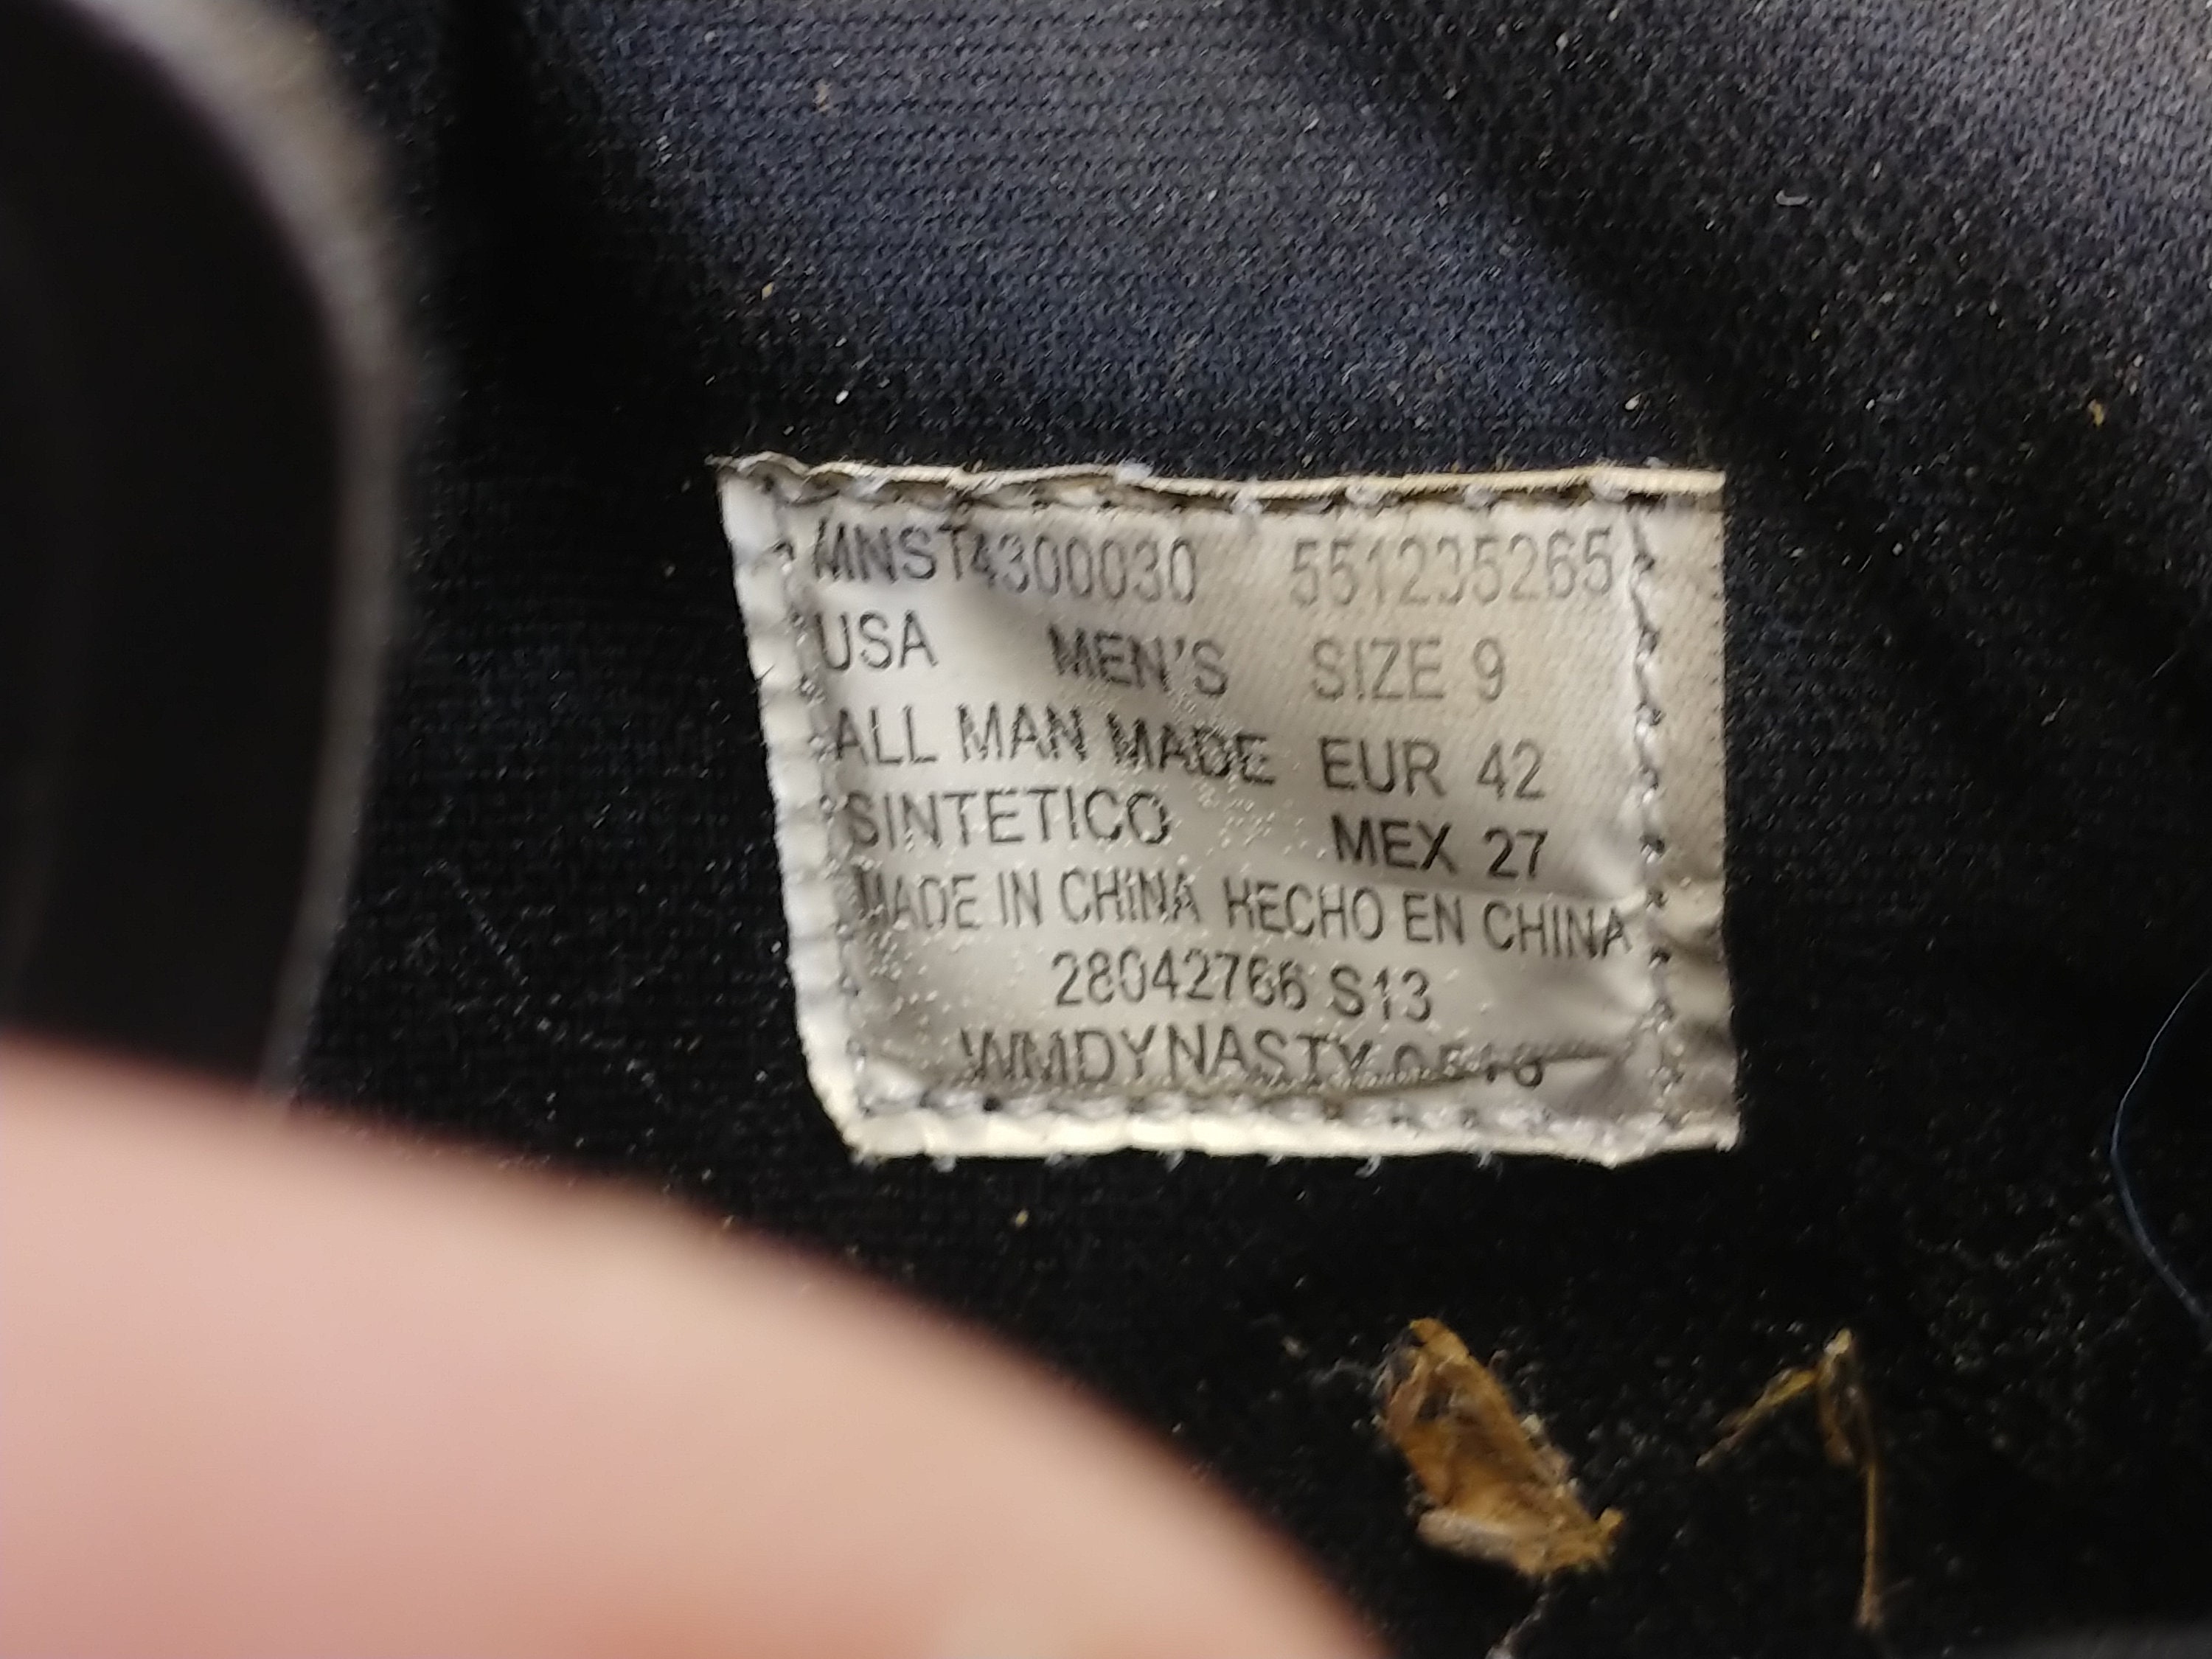 MNST4300030 551235265
USA MEN'S SIZE 9
ALL MAN MADE EUR 42
SINTETICO MEX 27
MADE IN CHINA HECHO EN CHINA
28042766 S13
WMDYNASTY